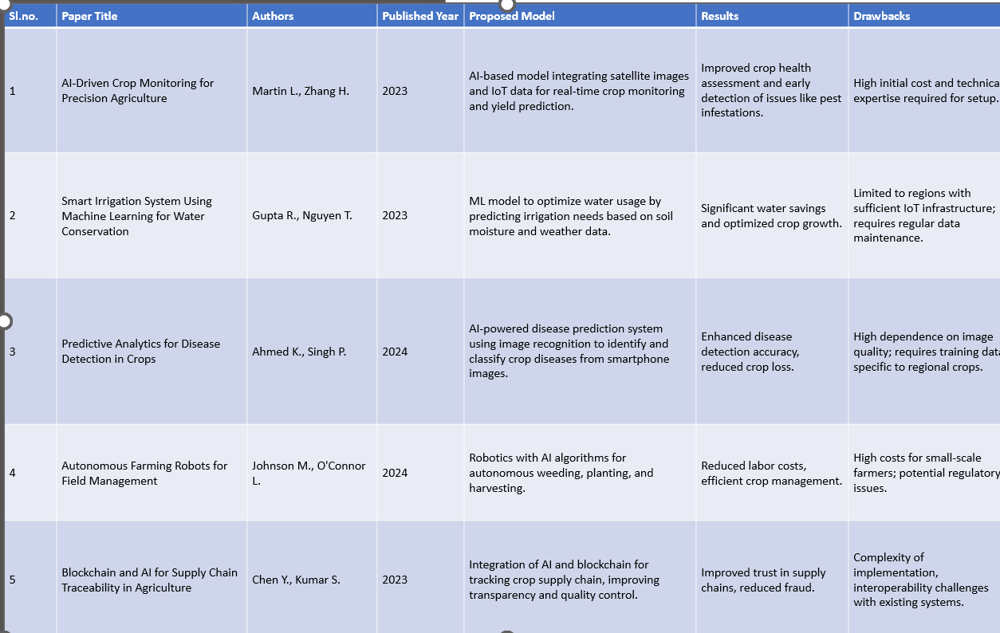 Sl.no. Paper Title Authors Published Year Proposed Model Results Drawbacks
1
AI-Driven Crop Monitoring for
Precision Agriculture
Martin L., Zhang H.
2023
AI-based model integrating satellite images
and IoT data for real-time crop monitoring
and yield prediction.
Improved crop health
assessment and early
detection of issues like pest
infestations.
High initial cost and technica
expertise required for setup.
2
Smart Irrigation System Using
Machine Learning for Water
Conservation
Gupta R., Nguyen T.
2023
ML model to optimize water usage by
predicting irrigation needs based on soil
moisture and weather data.
Significant water savings
and optimized crop growth.
Limited to regions with
sufficient IoT infrastructure;
requires regular data
maintenance.
3
Predictive Analytics for Disease
Detection in Crops
Ahmed K., Singh P.
2024
AI-powered disease prediction system
using image recognition to identify and
classify crop diseases from smartphone
images.
Enhanced disease
detection accuracy,
reduced crop loss.
High dependence on image
quality; requires training data
specific to regional crops.
4
Autonomous Farming Robots for
Field Management
Johnson M., O'Connor
L.
2024
Robotics with AI algorithms for
autonomous weeding, planting, and
harvesting.
Reduced labor costs,
efficient crop management.
High costs for small-scale
farmers; potential regulatory
issues.
5
Blockchain and AI for Supply Chain
Traceability in Agriculture
Chen Y., Kumar S.
2023
Integration of AI and blockchain for
tracking crop supply chain, improving
transparency and quality control.
Improved trust in supply
chains, reduced fraud.
Complexity of
implementation,
interoperability challenges
with existing systems.